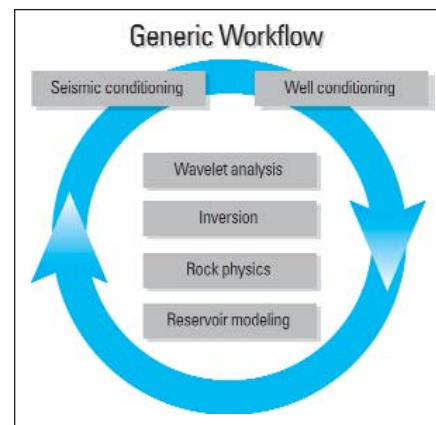 Generic Workflow
Seismic conditioning
Well conditioning
Wavelet analysis
Inversion
Rock physics
Reservoir modeling